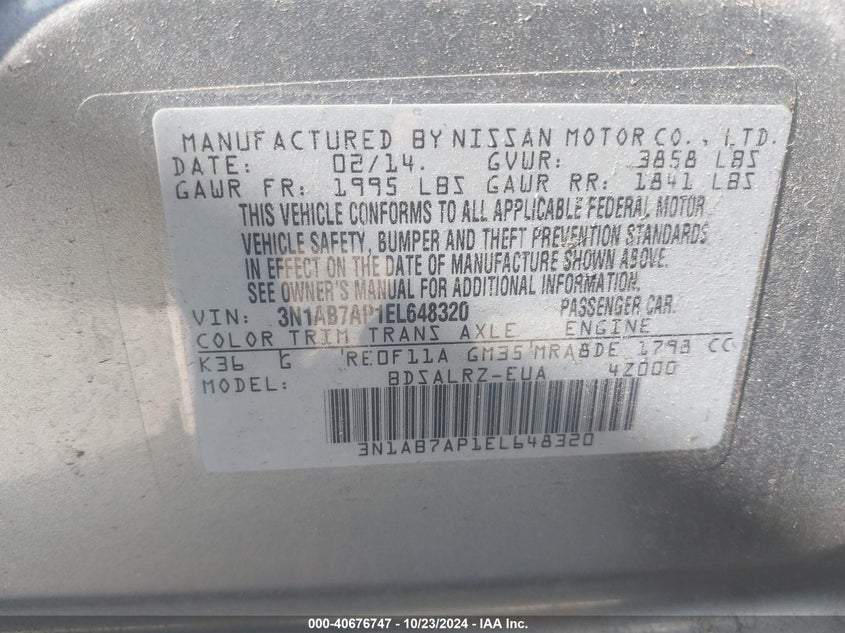 MANUFACTURED BY NISSAN MOTOR CO., LTD.
DATE: 02/14. GVWR: 3858 LBS
GAWR FR: 1995 LBS GAWR RR: 1841 LBS
THIS VEHICLE CONFORMS TO ALL APPLICABLE FEDERAL MOTOR
VEHICLE SAFETY, BUMPER AND THEFT PREVENTION STANDARDS
IN EFFECT ON THE DATE OF MANUFACTURE SHOWN ABOVE.
SEE OWNER'S MANUAL FOR ADDITIONAL INFORMATION.
VIN: 3N1AB7AP1EL648320 PASSENGER CAR.
COLOR TRIM TRANS AXLE ENGINE
K36 G RE0F11A GM35 MRA8DE 1798 CC
MODEL: BDSALRZ-EUA 4Z000
3N1AB7AP1EL648320
000-40676747 - 10/23/2024 - IAA Inc.